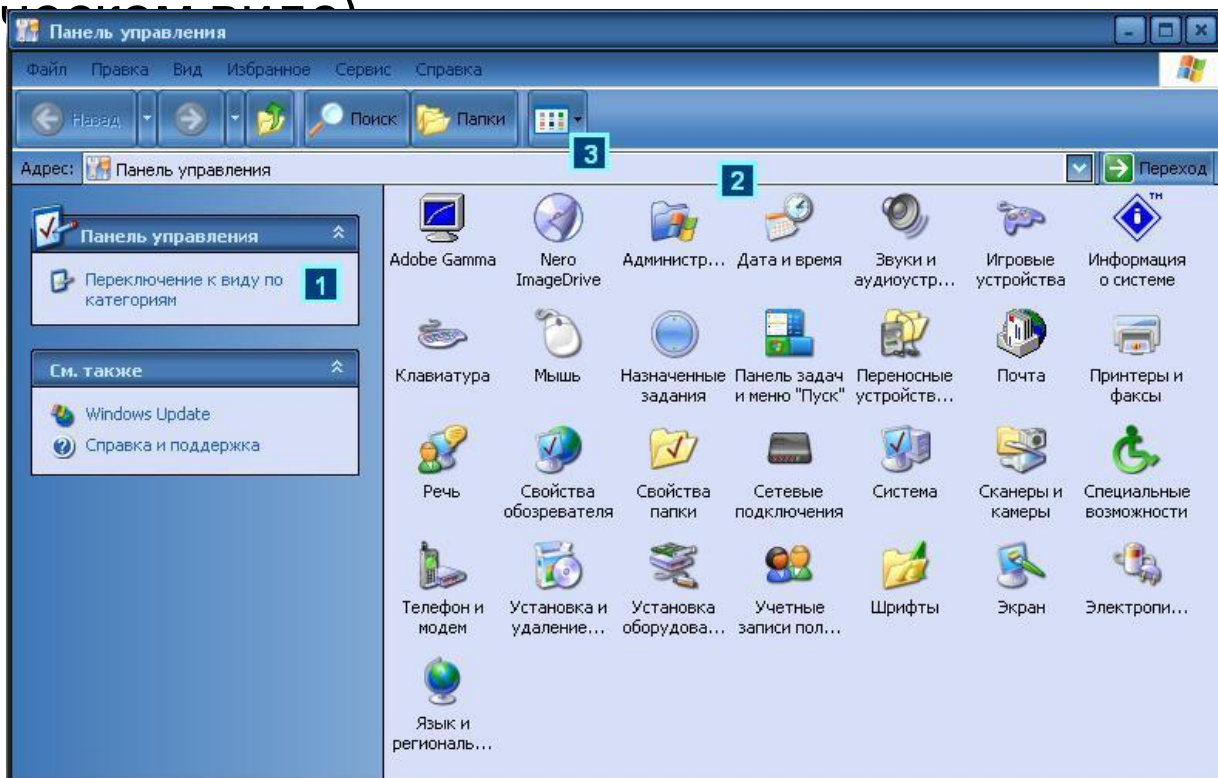 ческом виде)
Панель управления
Файл Правка Вид Избранное Сервис Справка
Назад Поиск Папки
3
Адрес: Панель управления Переход
2
Панель управления
Переключение к виду по
категориям
1
См. также
Windows Update
Справка и поддержка
Adobe Gamma
Nero
ImageDrive
Администр...
Дата и время
Звуки и
аудиоустр...
Игровые
устройства
TM
Информация
о системе
Клавиатура
Мышь
Назначенные
задания
Панель задач
и меню "Пуск"
Переносные
устройств...
Почта
Принтеры и
факсы
Речь
Свойства
обозревателя
Свойства
папки
Сетевые
подключения
Система
Сканеры и
камеры
Специальные
возможности
Телефон и
модем
Установка и
удаление...
Установка
оборудова...
Учетные
записи пол...
Шрифты
Экран
Электропи...
Язык и
региональ...